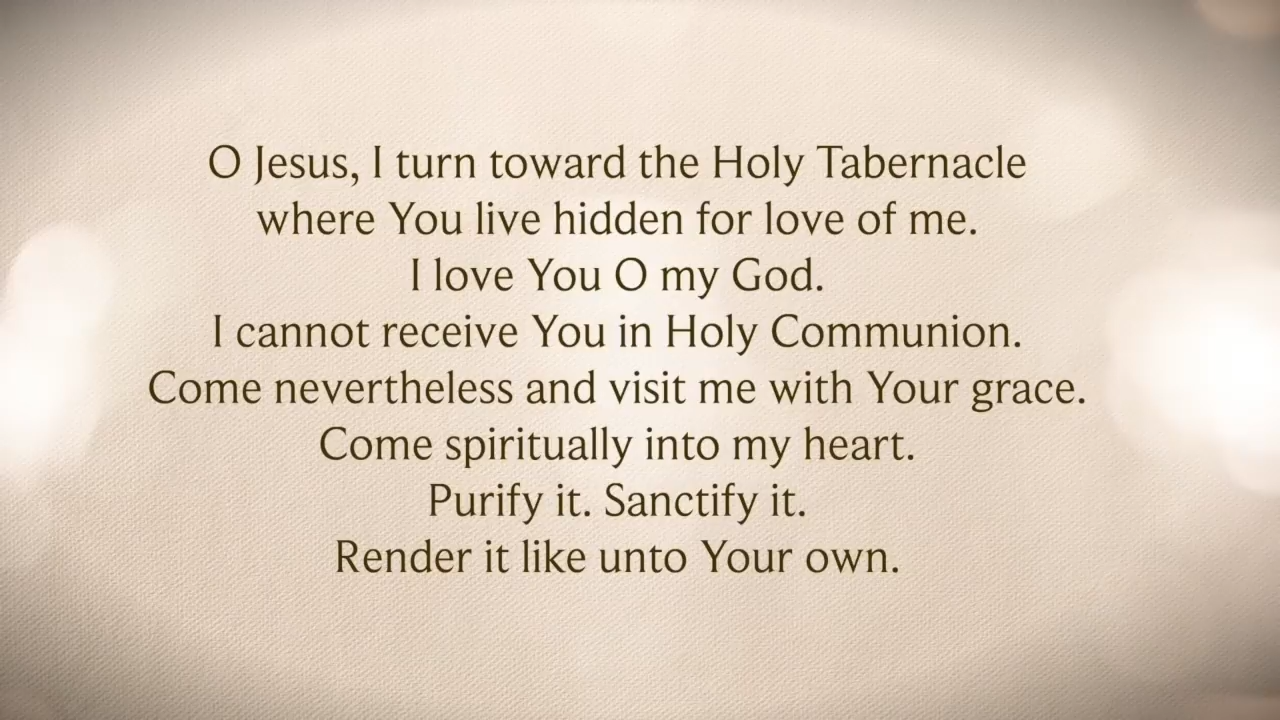 O Jesus, I turn toward the Holy Tabernacle
where You live hidden for love of me.
I love You O my God.
I cannot receive You in Holy Communion.
Come nevertheless and visit me with Your grace.
Come spiritually into my heart.
Purify it. Sanctify it.
Render it like unto Your own.